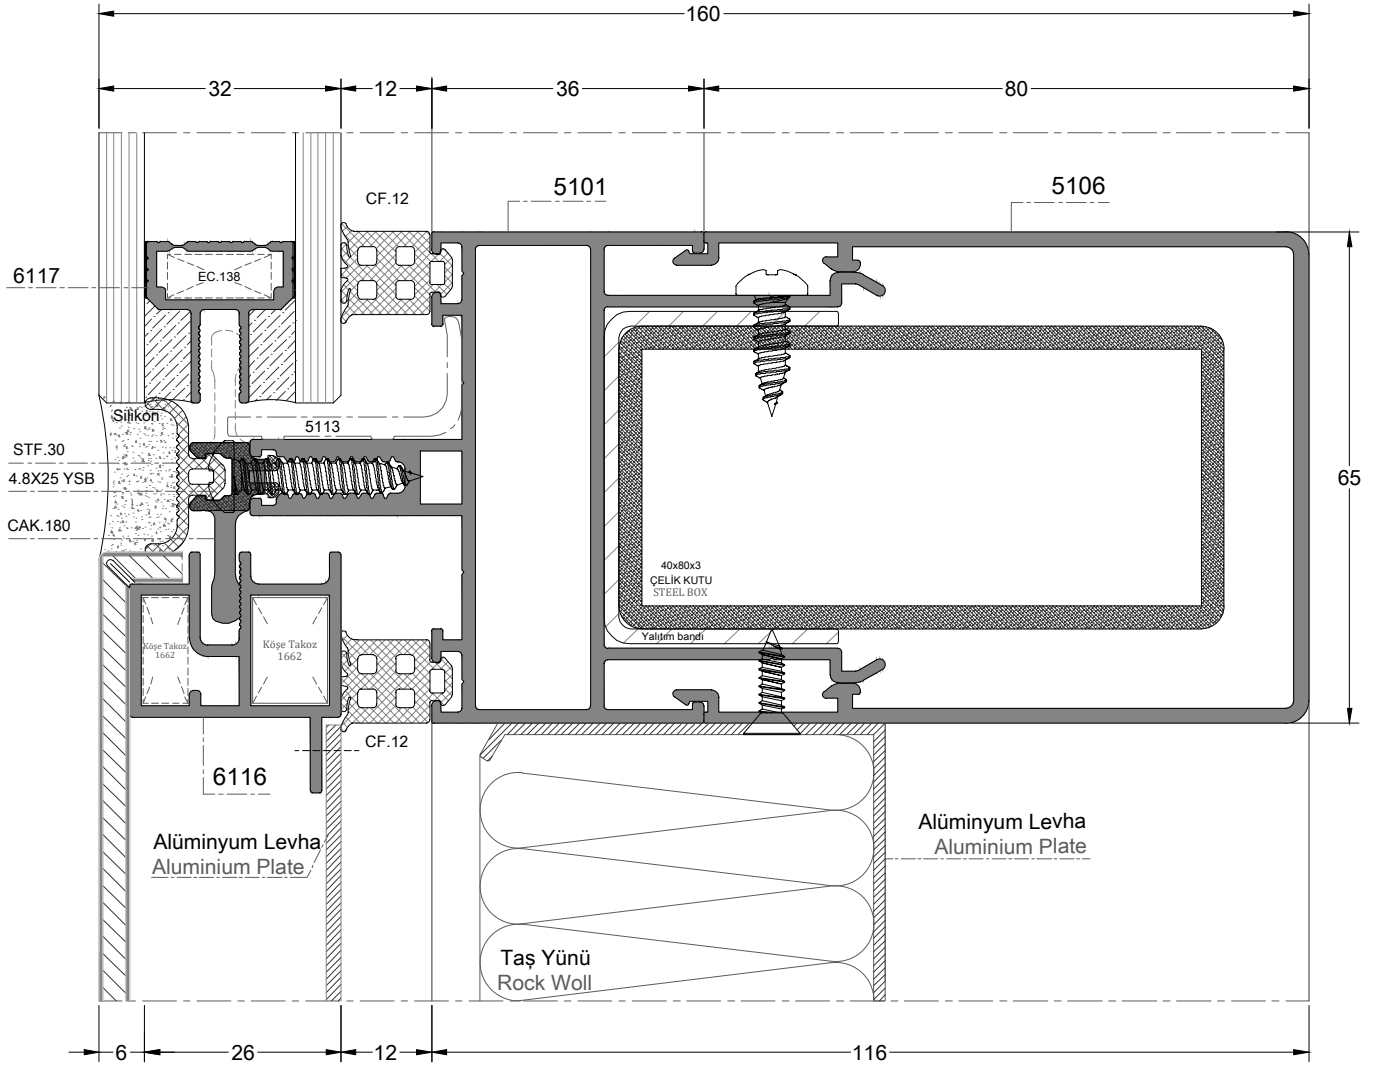 160
32
12
36
80
CF.12
5101
5106
6117
EC.138
Silikon
5113
STF.30
4.8X25 YSB
CAK.180
65
40x80x3
ÇELİK KUTU
STEEL BOX
Yalıtım bandı
Köşe Takoz
1662
Köşe Takoz
1662
CF.12
6116
Alüminyum Levha
Aluminium Plate
Alüminyum Levha
Aluminium Plate
Taş Yünü
Rock Woll
6
26
12
116